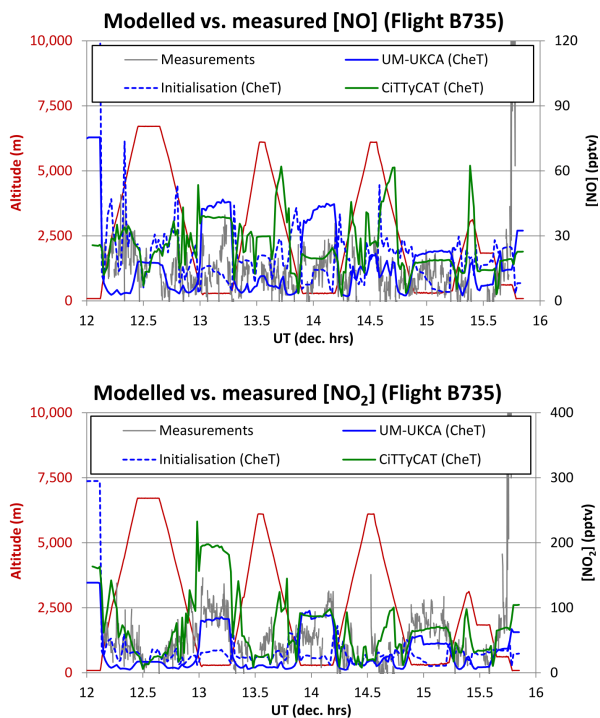 Modelled vs. measured [NO] (Flight B735)
10,000
7,500
5,000
2,500
0
Altitude (m)
Measurements
UM-UKCA (CheT)
Initialisation (CheT)
CiTTyCAT (CheT)
120
90
60
30
0
[NO] (pptv)
12 12.5 13 13.5 14 14.5 15 15.5 16
UT (dec. hrs)
Modelled vs. measured [NO₂] (Flight B735)
10,000
7,500
5,000
2,500
0
Altitude (m)
Measurements
UM-UKCA (CheT)
Initialisation (CheT)
CiTTyCAT (CheT)
400
300
200
100
0
[NO₂] (pptv)
12 12.5 13 13.5 14 14.5 15 15.5 16
UT (dec. hrs)